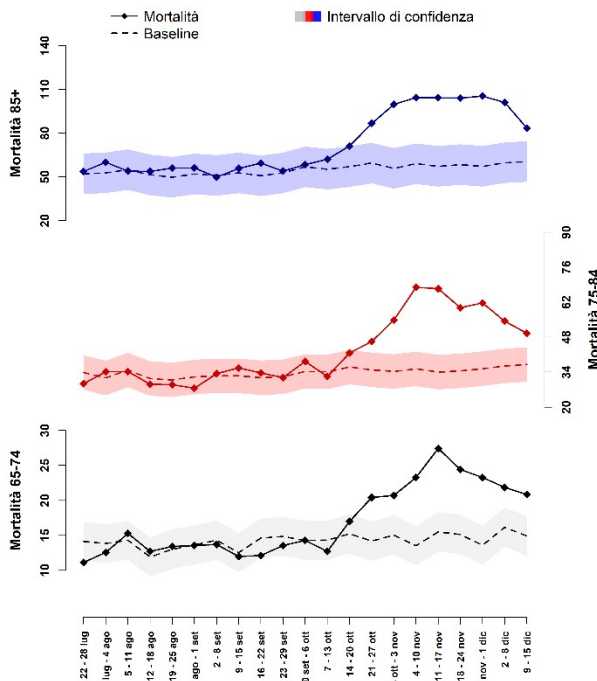 Mortalità
Baseline
Intervallo di confidenza
Mortalità 85+
140
110
80
50
20
Mortalità 75-84
90
76
62
48
34
20
Mortalità 65-74
30
25
20
15
10
22 - 28 lug
lug - 4 ago
5 - 11 ago
12 - 18 ago
19 - 25 ago
ago - 1 set
2 - 8 set
9 - 15 set
16 - 22 set
23 - 29 set
0 set - 6 ott
7 - 13 ott
14 - 20 ott
21 - 27 ott
ott - 3 nov
4 - 10 nov
11 - 17 nov
18 - 24 nov
nov - 1 dic
2 - 8 dic
9 - 15 dic